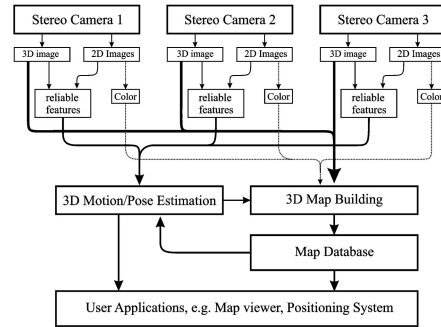 Stereo Camera 1
Stereo Camera 2
Stereo Camera 3
3D image
2D Images
3D image
2D Images
3D image
2D Images
reliable
features
Color
reliable
features
Color
reliable
features
Color
3D Motion/Pose Estimation
3D Map Building
Map Database
User Applications, e.g. Map viewer, Positioning System